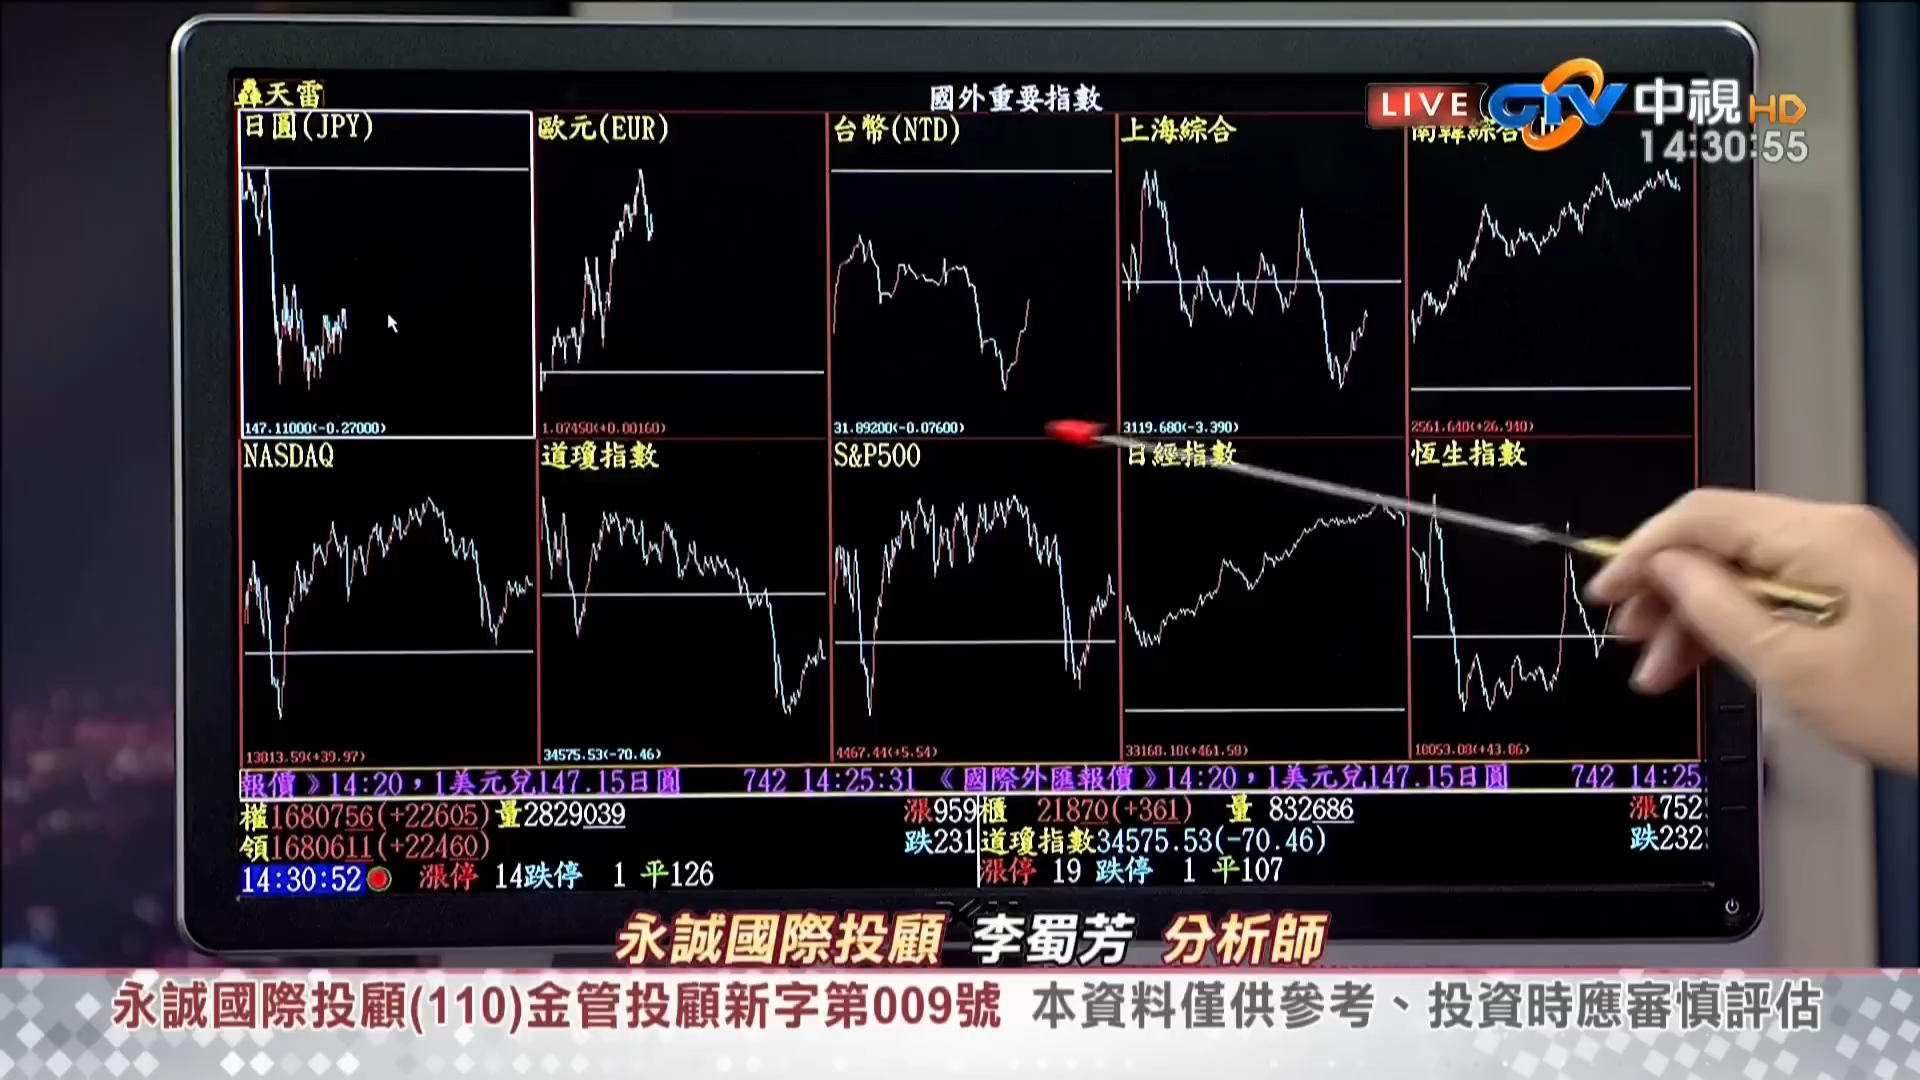 轟天雷
國外重要指數
LIVE CTV 中視HD
14:30:55
日圓(JPY)
歐元(EUR)
台幣(NTD)
上海綜合
南韓綜合
147.11000(-0.27000)
1.07450(+0.00160)
31.89200(-0.07600)
3119.680(-3.390)
2561.640(+26.940)
NASDAQ
道瓊指數
S&P500
日經指數
恆生指數
13813.59(+39.97)
34575.53(-70.46)
4467.44(+5.54)
33168.10(+461.59)
18053.08(+43.86)
報價》14:20，1美元兌147.15日圓 742 14:25:31 《國際外匯報價》14:20，1美元兌147.15日圓 742 14:25
權1680756(+22605)量2829039 漲959 櫃 21870(+361) 量 832686 漲752
領1680611(+22460) 跌231 道瓊指數34575.53(-70.46) 跌232
14:30:52 漲停 14跌停 1 平126 漲停 19 跌停 1 平107
永誠國際投顧 李蜀芳 分析師
永誠國際投顧(110)金管投顧新字第009號 本資料僅供參考、投資時應審慎評估